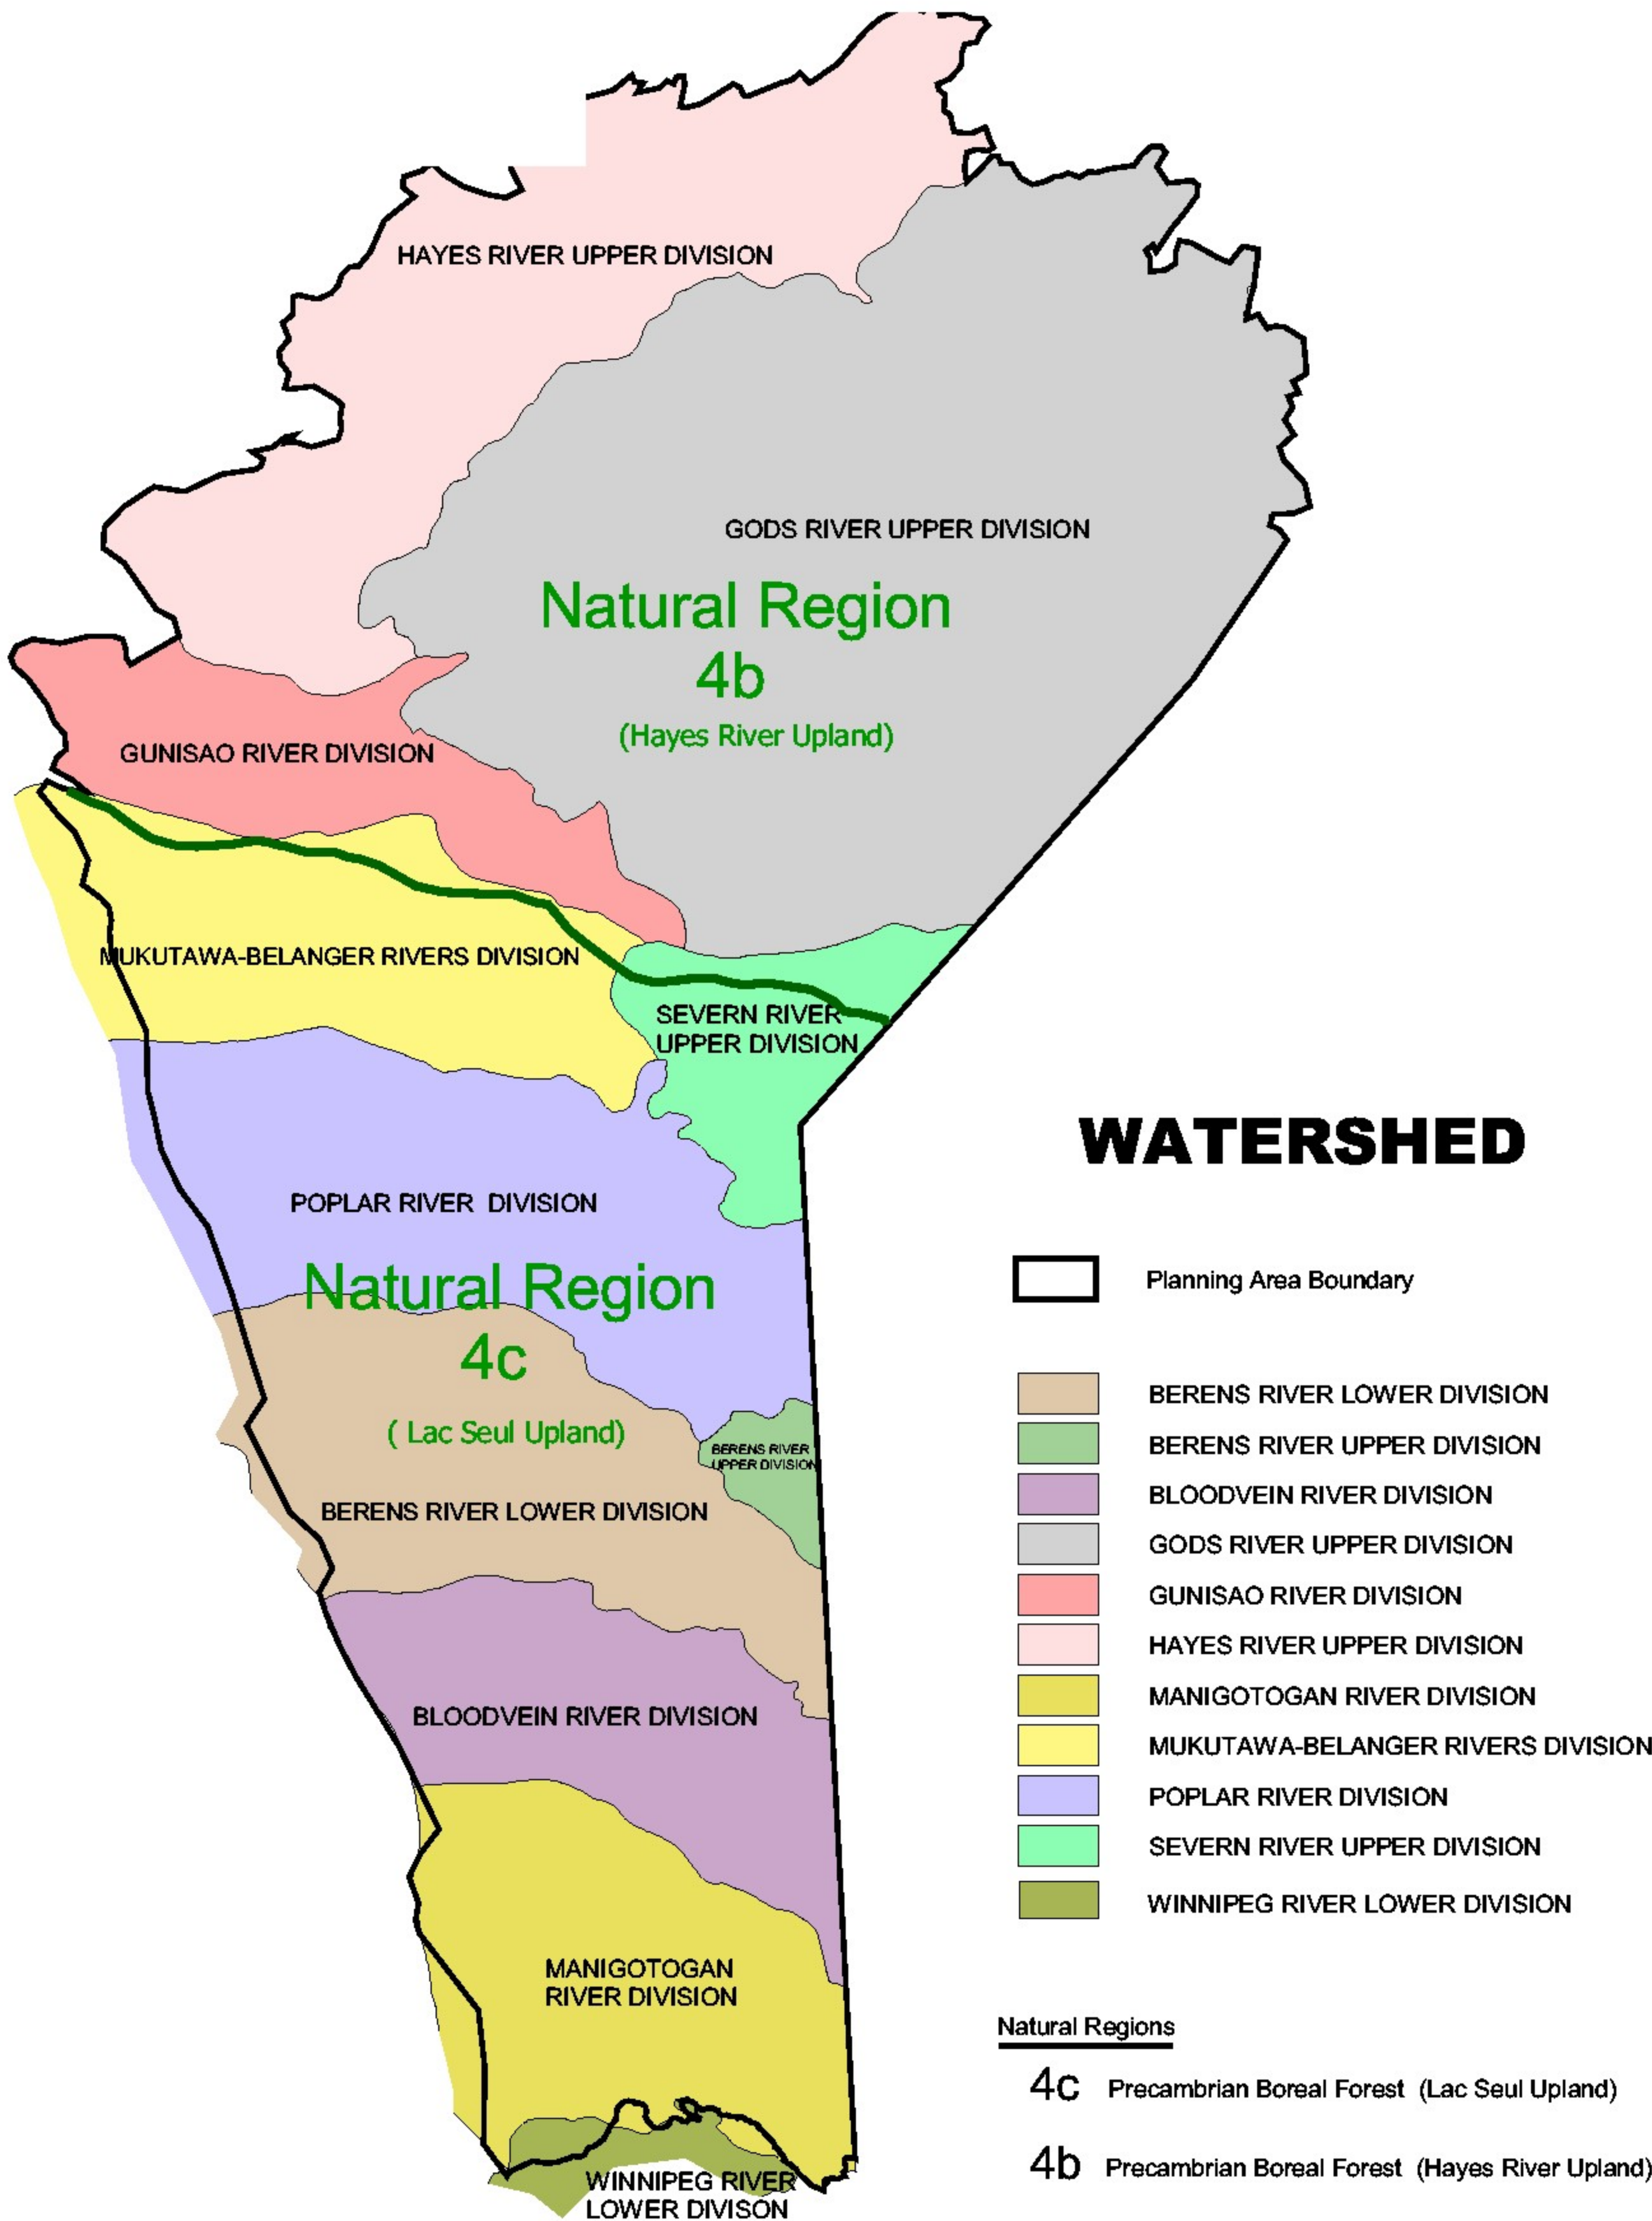 HAYES RIVER UPPER DIVISION
GODS RIVER UPPER DIVISION
Natural Region
4b
(Hayes River Upland)
GUNISAO RIVER DIVISION
MUKUTAWA-BELANGER RIVERS DIVISION
SEVERN RIVER
UPPER DIVISION
POPLAR RIVER DIVISION
Natural Region
4c
( Lac Seul Upland)
BERENS RIVER
UPPER DIVISION
BERENS RIVER LOWER DIVISION
BLOODVEIN RIVER DIVISION
MANIGOTOGAN
RIVER DIVISION
WINNIPEG RIVER
LOWER DIVISON
WATERSHED
Planning Area Boundary
BERENS RIVER LOWER DIVISION
BERENS RIVER UPPER DIVISION
BLOODVEIN RIVER DIVISION
GODS RIVER UPPER DIVISION
GUNISAO RIVER DIVISION
HAYES RIVER UPPER DIVISION
MANIGOTOGAN RIVER DIVISION
MUKUTAWA-BELANGER RIVERS DIVISION
POPLAR RIVER DIVISION
SEVERN RIVER UPPER DIVISION
WINNIPEG RIVER LOWER DIVISION
Natural Regions
4c Precambrian Boreal Forest (Lac Seul Upland)
4b Precambrian Boreal Forest (Hayes River Upland)